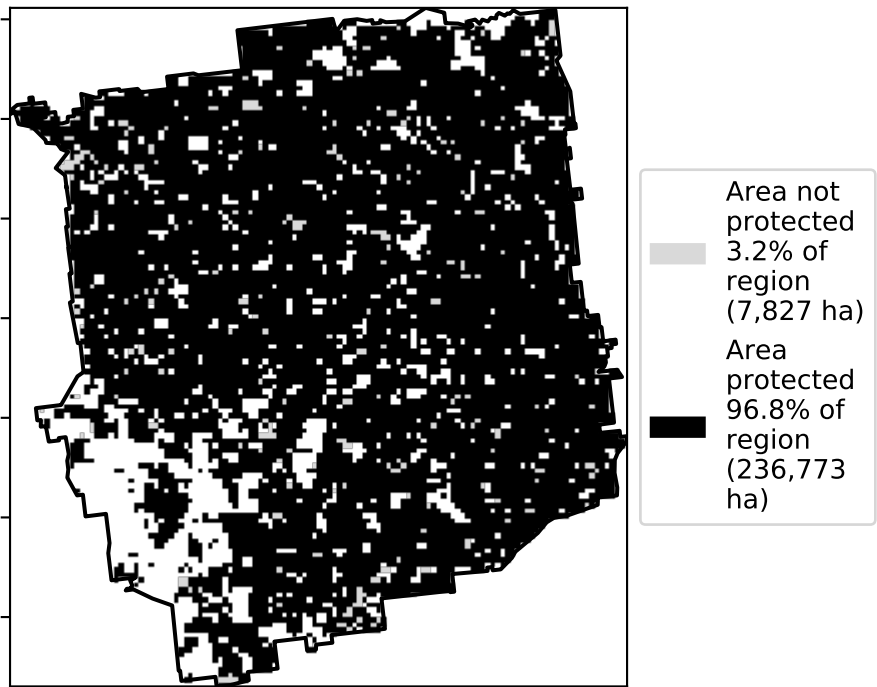 Area not
protected
3.2% of
region
(7,827 ha)
Area
protected
96.8% of
region
(236,773
ha)